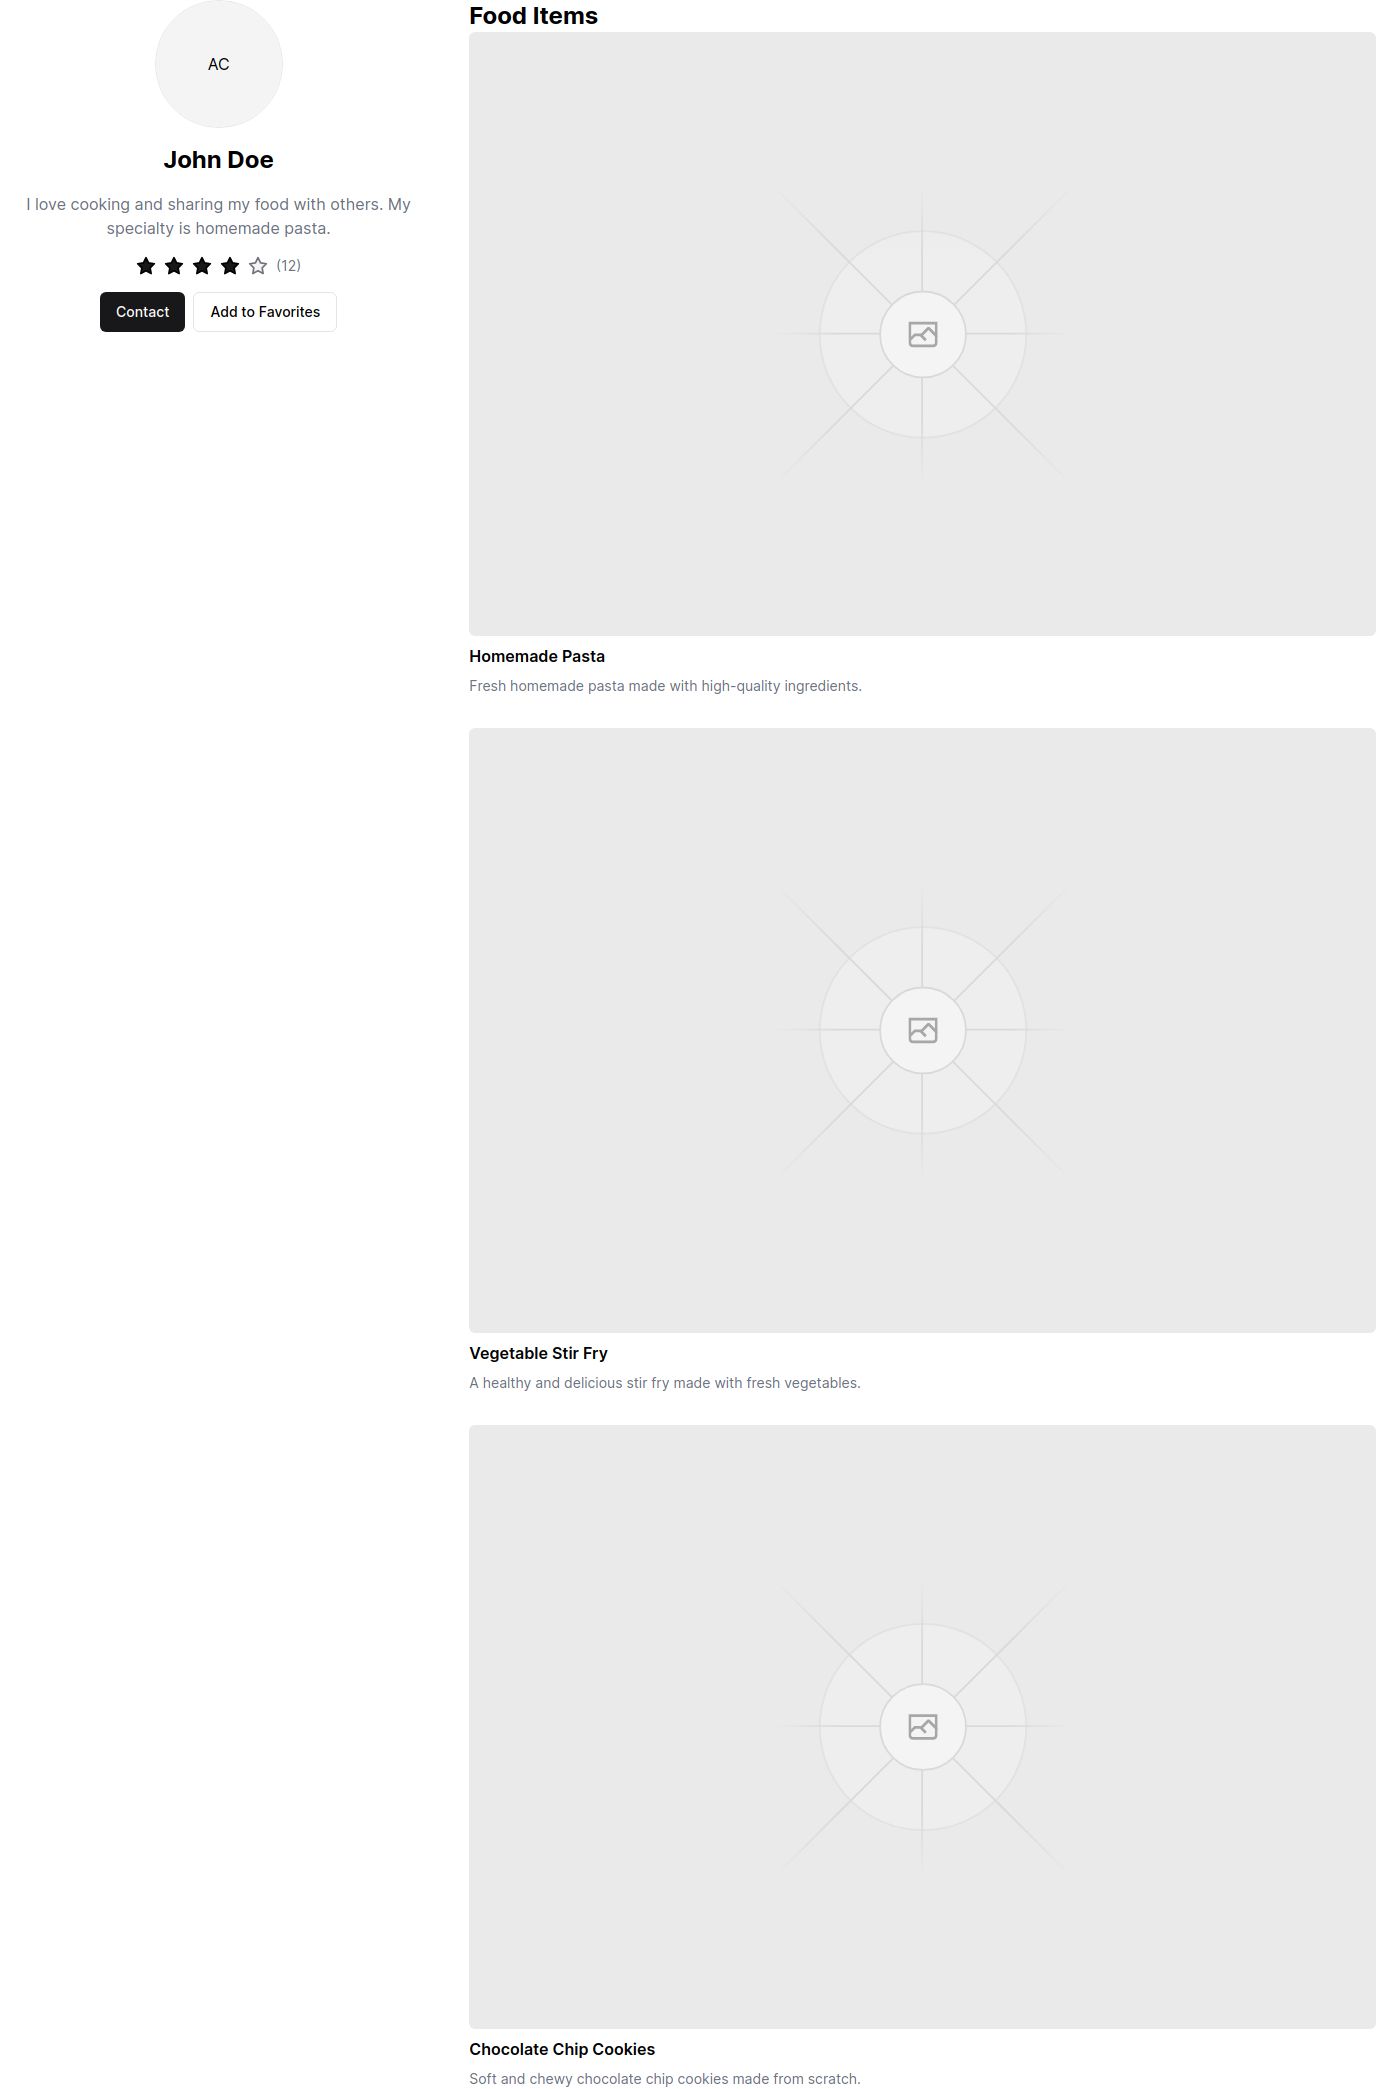 AC
John Doe
I love cooking and sharing my food with others. My
specialty is homemade pasta.
(12)
Contact
Add to Favorites
Food Items
Homemade Pasta
Fresh homemade pasta made with high-quality ingredients.
Vegetable Stir Fry
A healthy and delicious stir fry made with fresh vegetables.
Chocolate Chip Cookies
Soft and chewy chocolate chip cookies made from scratch.